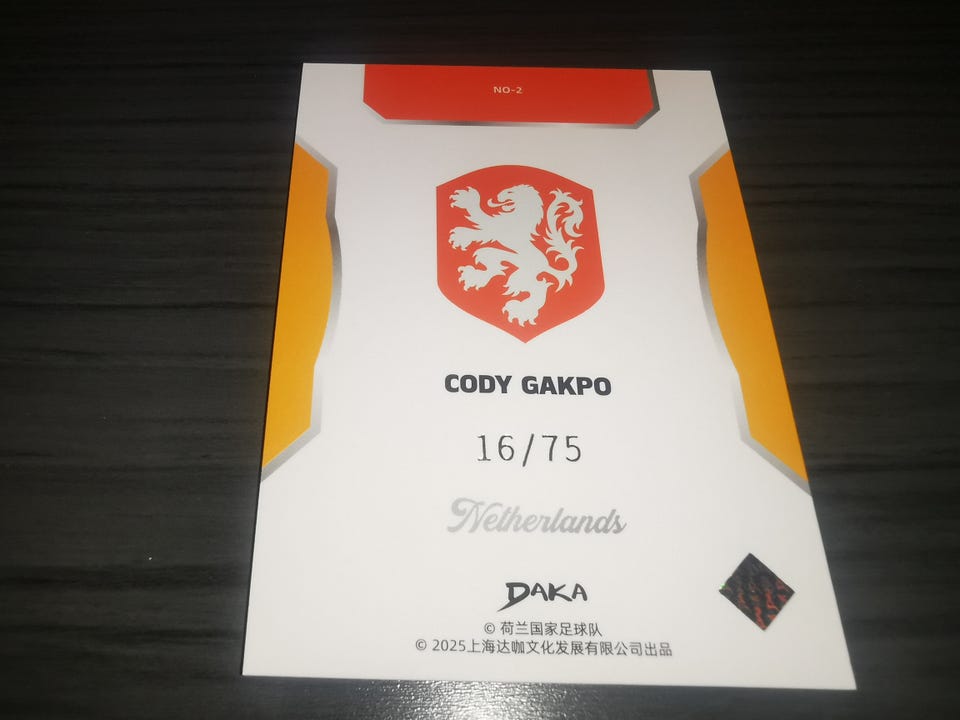 NO-2
CODY GAKPO
16/75
Netherlands
DAKA
© 荷兰国家足球队
© 2025上海达咖文化发展有限公司出品